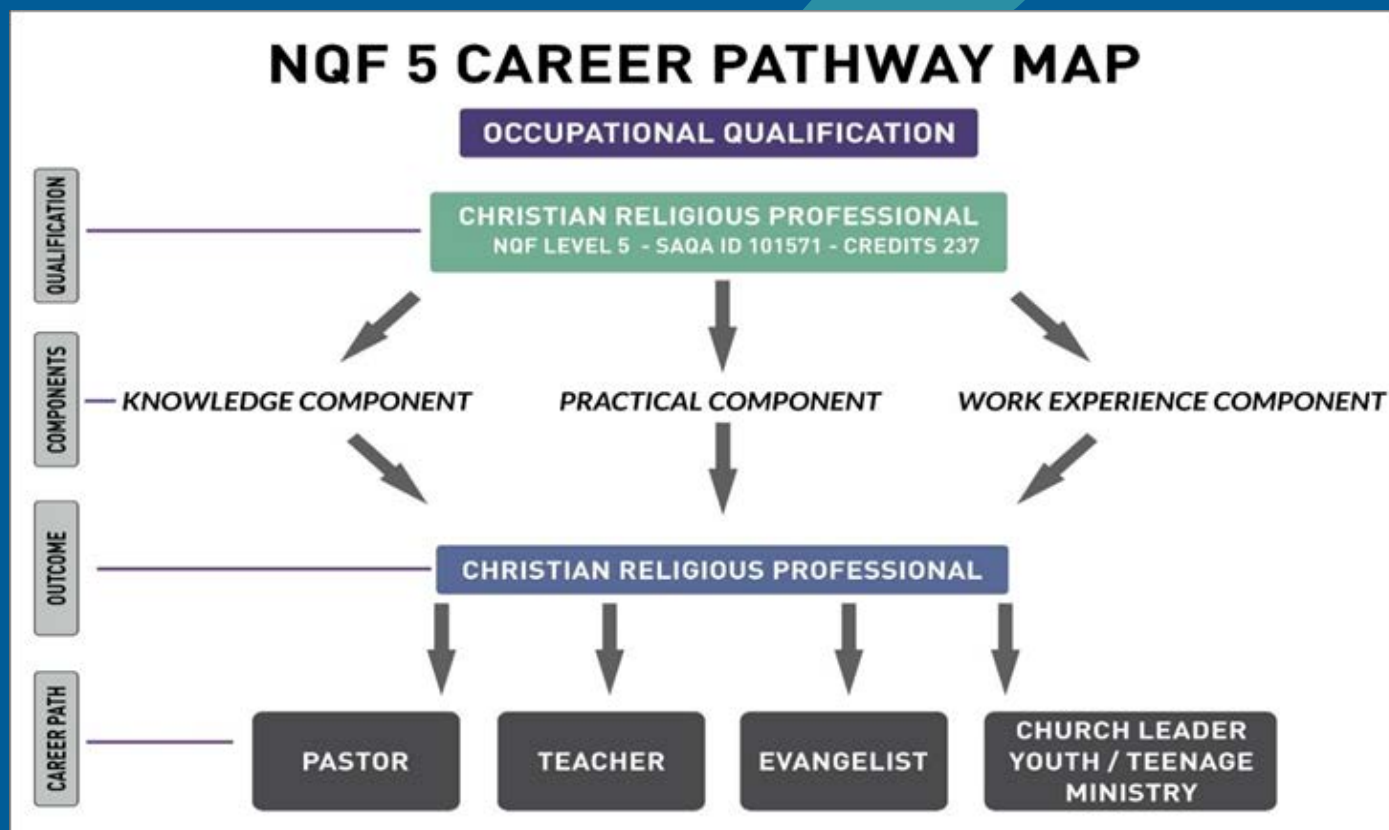 NQF 5 CAREER PATHWAY MAP
OCCUPATIONAL QUALIFICATION
QUALIFICATION
CHRISTIAN RELIGIOUS PROFESSIONAL
NQF LEVEL 5 - SAQA ID 101571 - CREDITS 237
COMPONENTS
KNOWLEDGE COMPONENT
PRACTICAL COMPONENT
WORK EXPERIENCE COMPONENT
OUTCOME
CHRISTIAN RELIGIOUS PROFESSIONAL
CAREER PATH
PASTOR
TEACHER
EVANGELIST
CHURCH LEADER
YOUTH / TEENAGE
MINISTRY